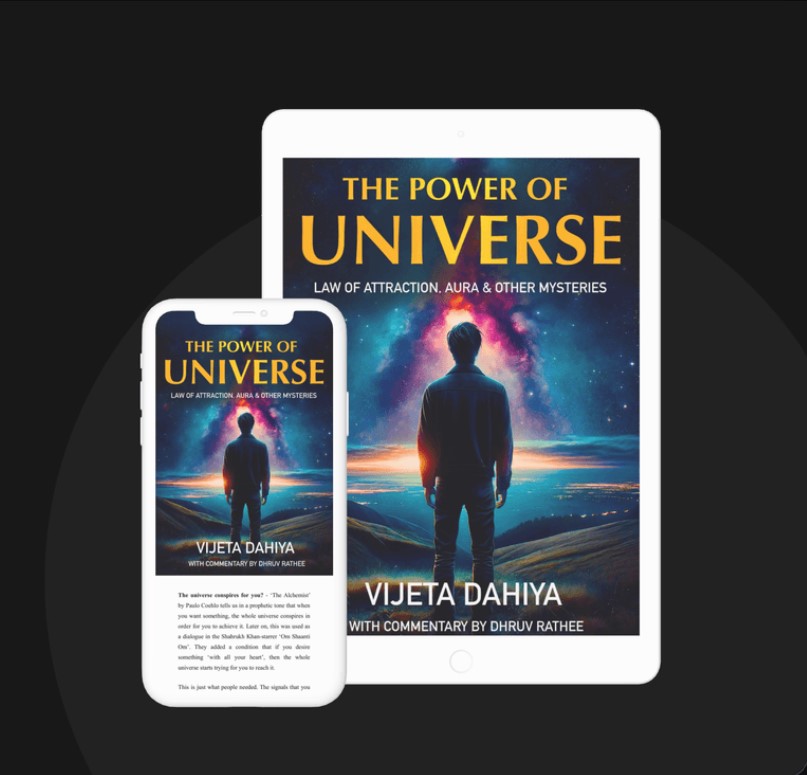 THE POWER OF
UNIVERSE
LAW OF ATTRACTION, AURA & OTHER MYSTERIES
VIJETA DAHIYA
WITH COMMENTARY BY DHRUV RATHEE
THE POWER OF
UNIVERSE
LAW OF ATTRACTION, AURA & OTHER MYSTERIES
VIJETA DAHIYA
WITH COMMENTARY BY DHRUV RATHEE
The universe conspires for you? - 'The Alchemist'
by Paulo Coehlo tells us in a prophetic tone that when
you want something, the whole universe conspires in
order for you to achieve it. Later on, this was used as
a dialogue in the Shahrukh Khan-starrer 'Om Shaanti
Om'. They added a condition that if you desire
something 'with all your heart', then the whole
universe starts trying for you to reach it.
This is just what people needed. The signals that you